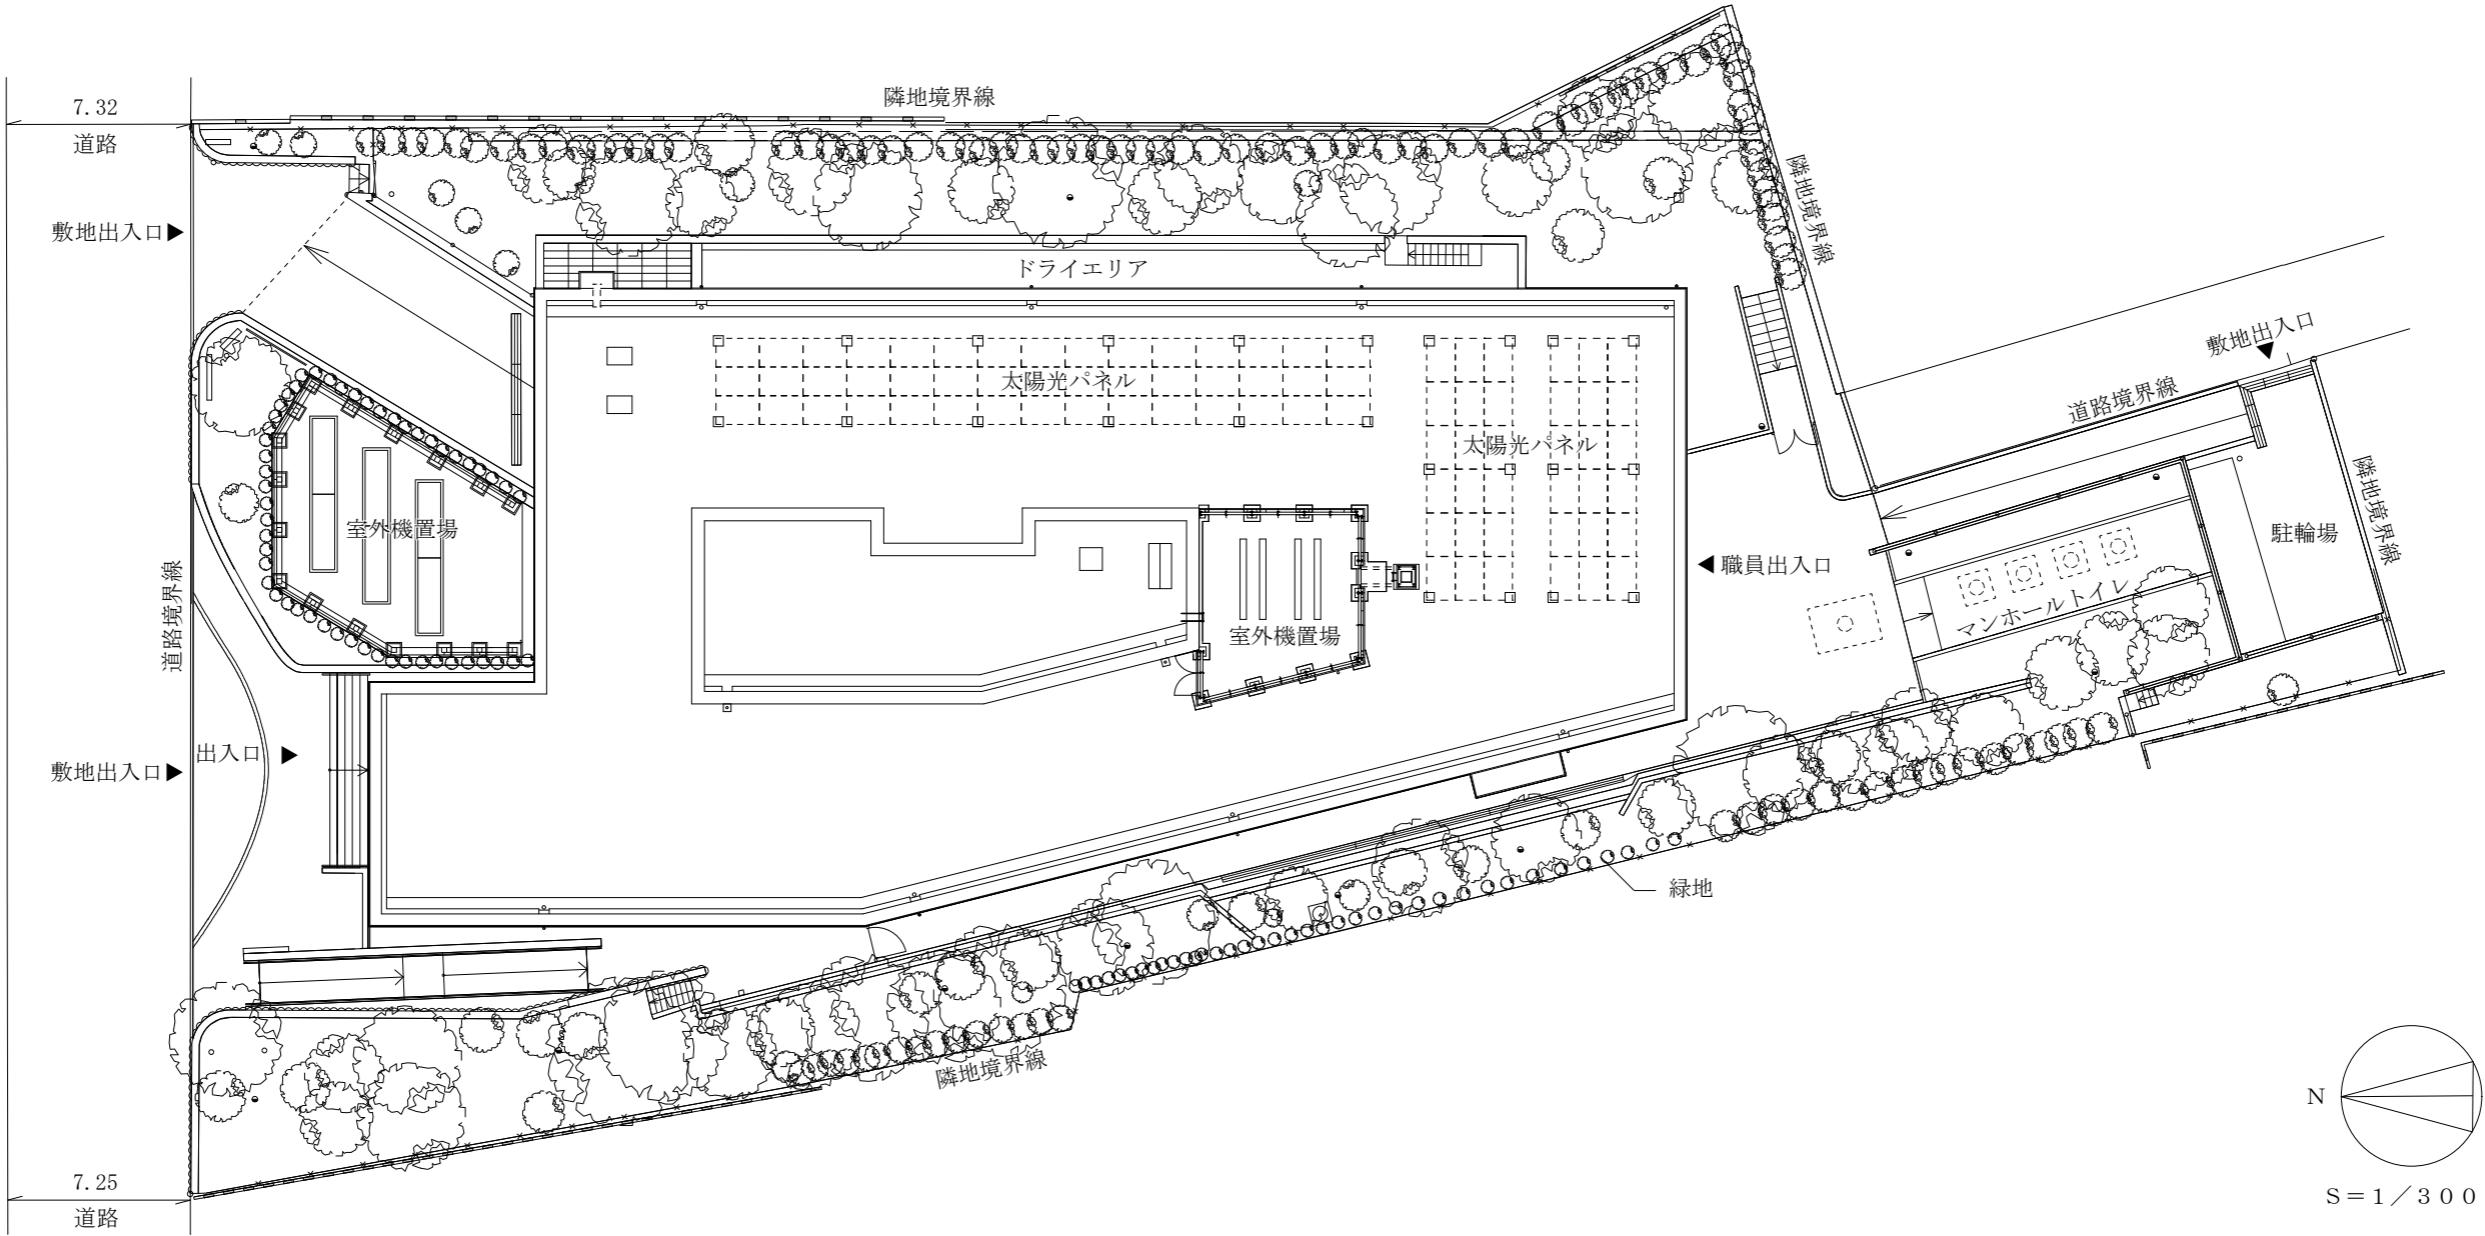 隣地境界線
7.32
道路
隣地境界線
敷地出入口▶
ドライエリア
敷地出入口
▼
太陽光パネル
道路境界線
太陽光パネル
隣地境界線
室外機置場
駐輪場
◀職員出入口
道路境界線
マンホールトイレ
室外機置場
出入口 ▶
敷地出入口▶
緑地
隣地境界線
N
7.25
道路
S=1/300